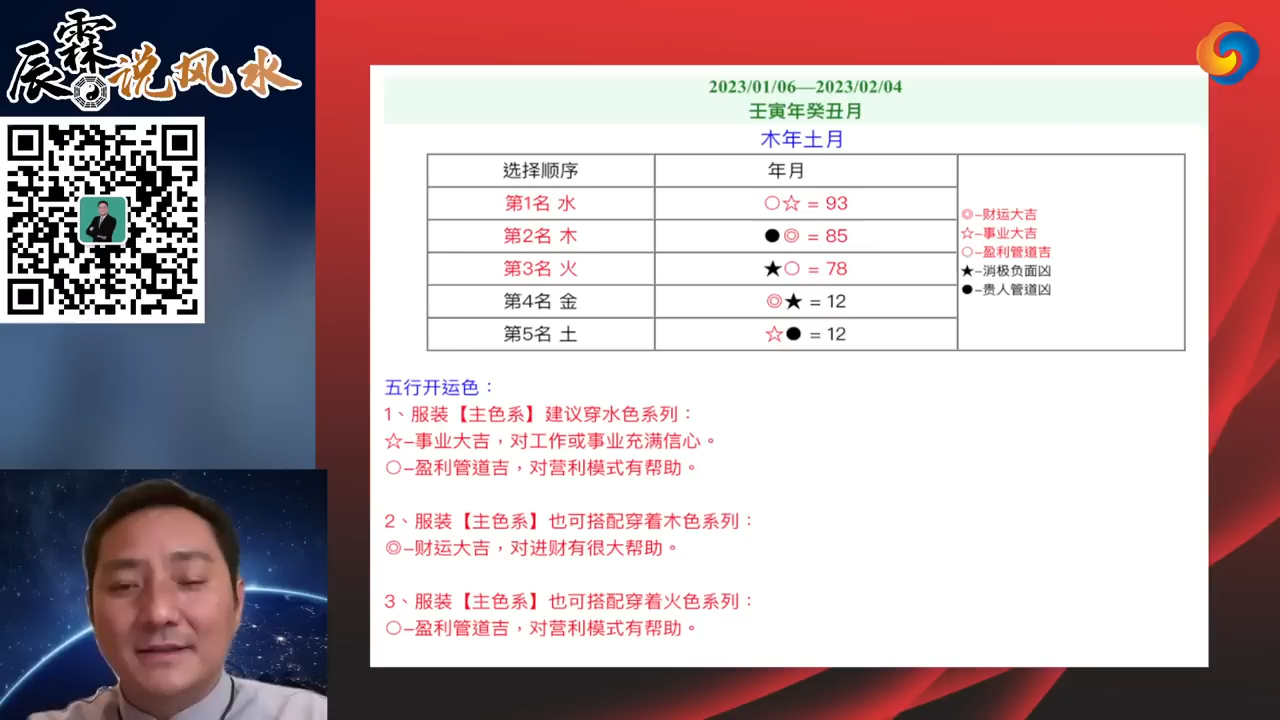 辰霖说风水
2023/01/06—2023/02/04
壬寅年癸丑月
木年土月
选择顺序 年月
第1名 水 ○☆ = 93
第2名 木 ●◎ = 85
第3名 火 ★○ = 78
第4名 金 ◎★ = 12
第5名 土 ☆● = 12
◎–财运大吉
☆–事业大吉
○–盈利管道吉
★–消极负面凶
●–贵人管道凶
五行开运色：
1、服装【主色系】建议穿水色系列：
☆–事业大吉，对工作或事业充满信心。
○–盈利管道吉，对营利模式有帮助。
2、服装【主色系】也可搭配穿着木色系列：
◎–财运大吉，对进财有很大帮助。
3、服装【主色系】也可搭配穿着火色系列：
○–盈利管道吉，对营利模式有帮助。